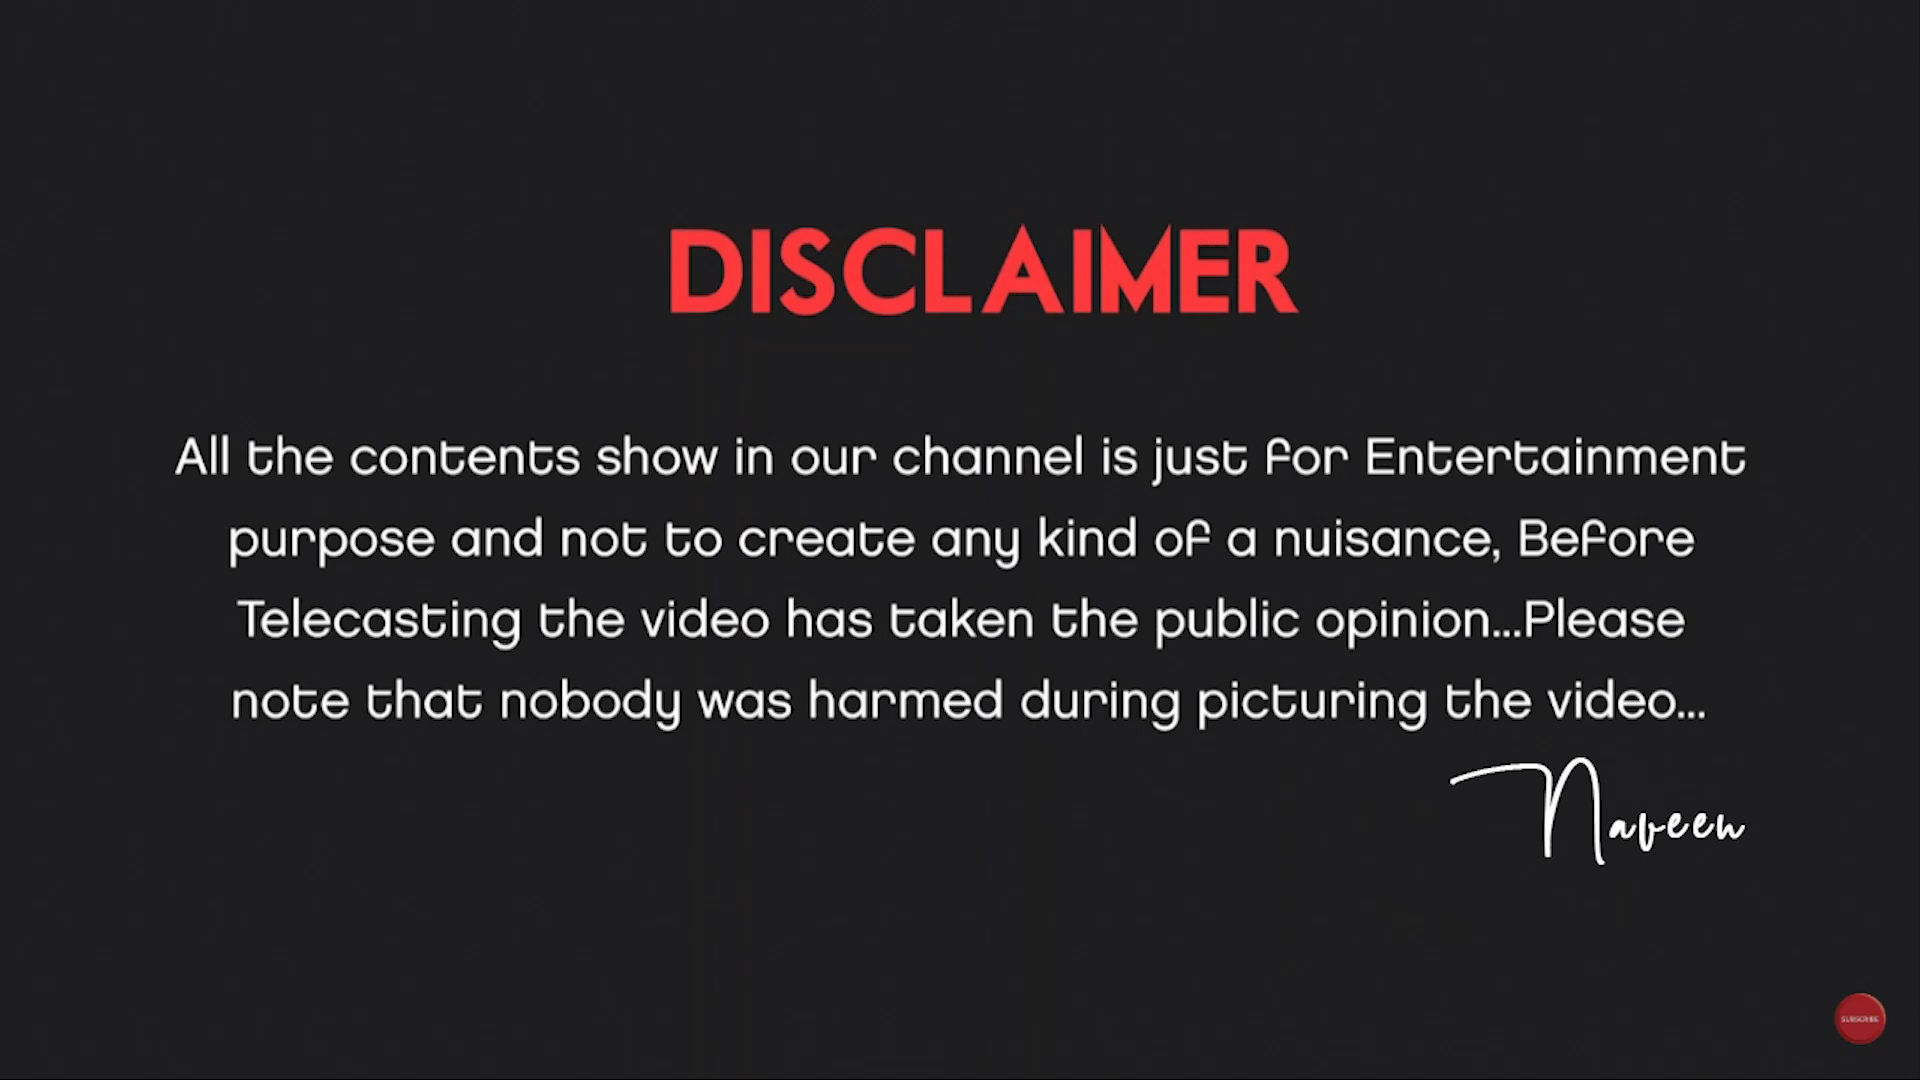 DISCLAIMER
All the contents show in our channel is just for Entertainment
purpose and not to create any kind of a nuisance, Before
Telecasting the video has taken the public opinion...Please
note that nobody was harmed during picturing the video...
Naveen
SUBSCRIBE